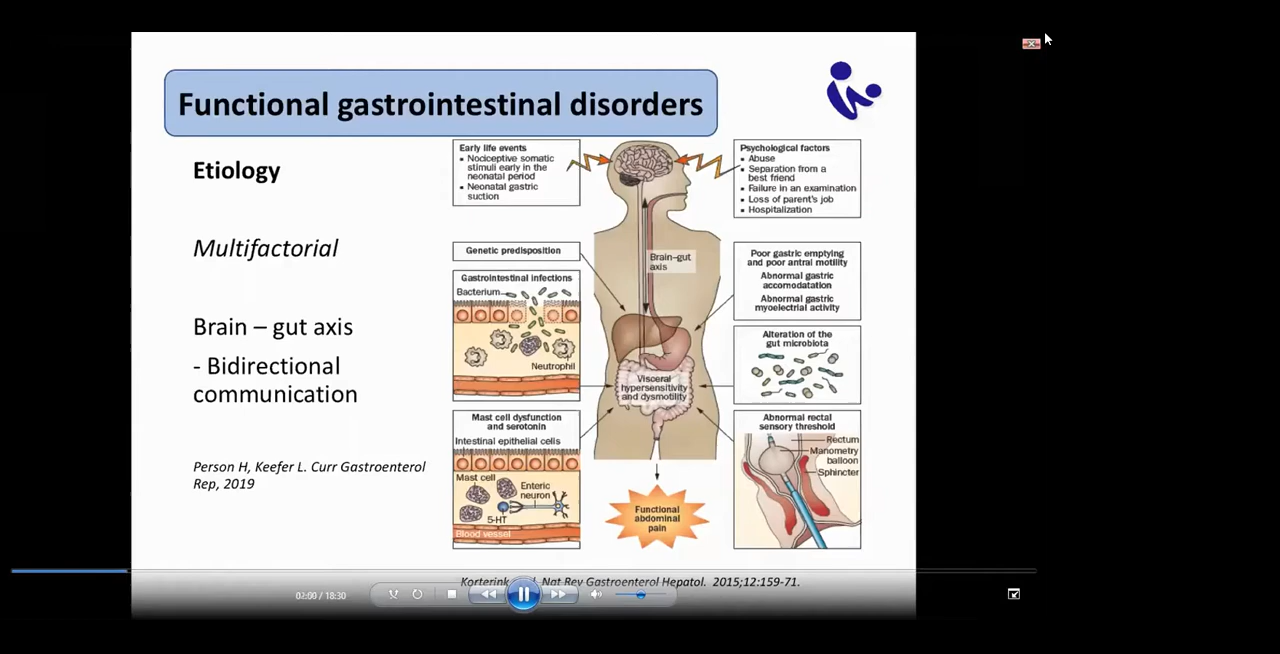 Functional gastrointestinal disorders
Etiology
Multifactorial
Brain – gut axis
- Bidirectional
communication
Person H, Keefer L. Curr Gastroenterol
Rep, 2019
Early life events
• Nociceptive somatic
stimuli early in the
neonatal period
• Neonatal gastric
suction
Psychological factors
• Abuse
• Separation from a
best friend
• Failure in an examination
• Loss of parent's job
• Hospitalization
Brain–gut
axis
Genetic predisposition
Gastrointestinal infections
Bacterium
Neutrophil
Poor gastric emptying
and poor antral motility
Abnormal gastric
accomodatation
Abnormal gastric
myoelectrial activity
Alteration of the
gut microbiota
Visceral
hypersensitivity
and dysmotility
Mast cell dysfunction
and serotonin
Intestinal epithelial cells
Mast cell
Enteric
neuron
5-HT
Blood vessel
Abnormal rectal
sensory threshold
Rectum
Manometry
balloon
Sphincter
Functional
abdominal
pain
Korterink Nat Rev Gastroenterol Hepatol. 2015;12:159-71.
02:00 / 18:30